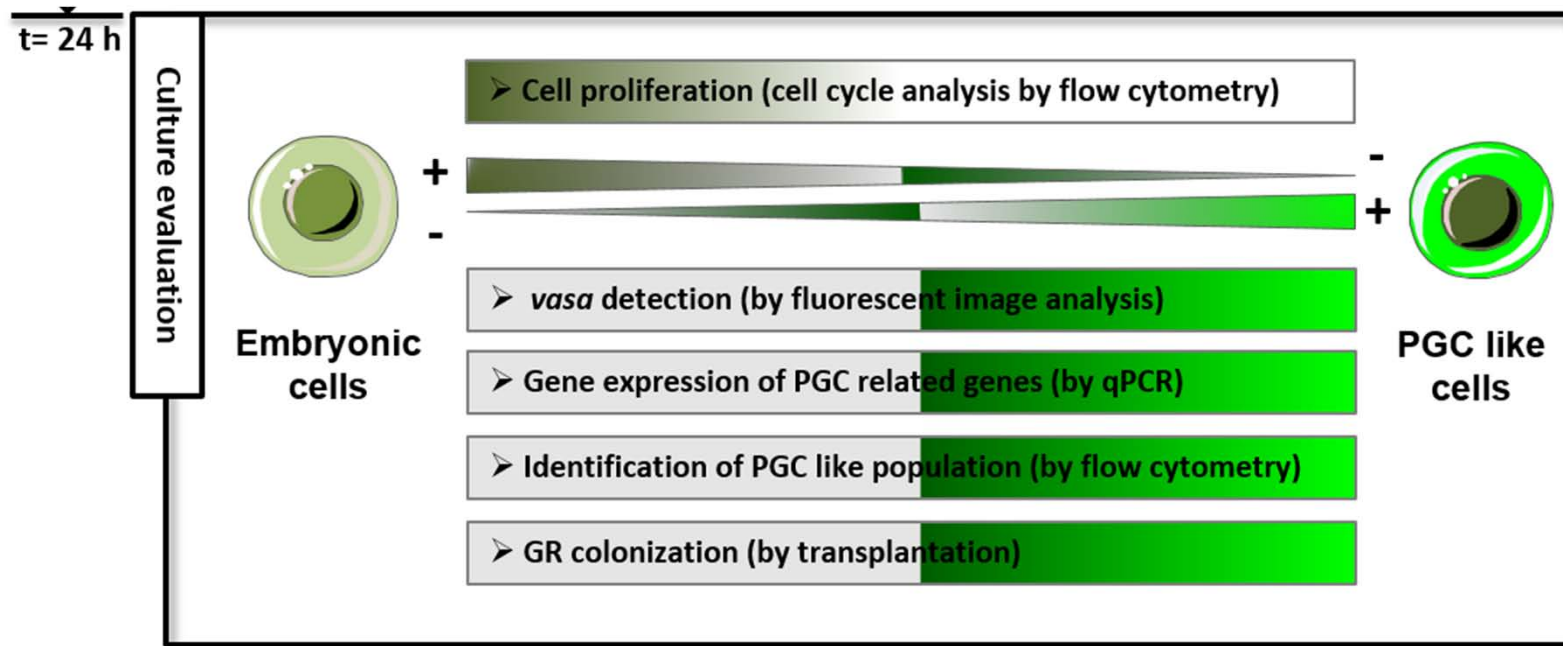 t= 24 h
Culture evaluation
➢ Cell proliferation (cell cycle analysis by flow cytometry)
+
-
-
+
Embryonic
cells
PGC like
cells
➢ vasa detection (by fluorescent image analysis)
➢ Gene expression of PGC related genes (by qPCR)
➢ Identification of PGC like population (by flow cytometry)
➢ GR colonization (by transplantation)